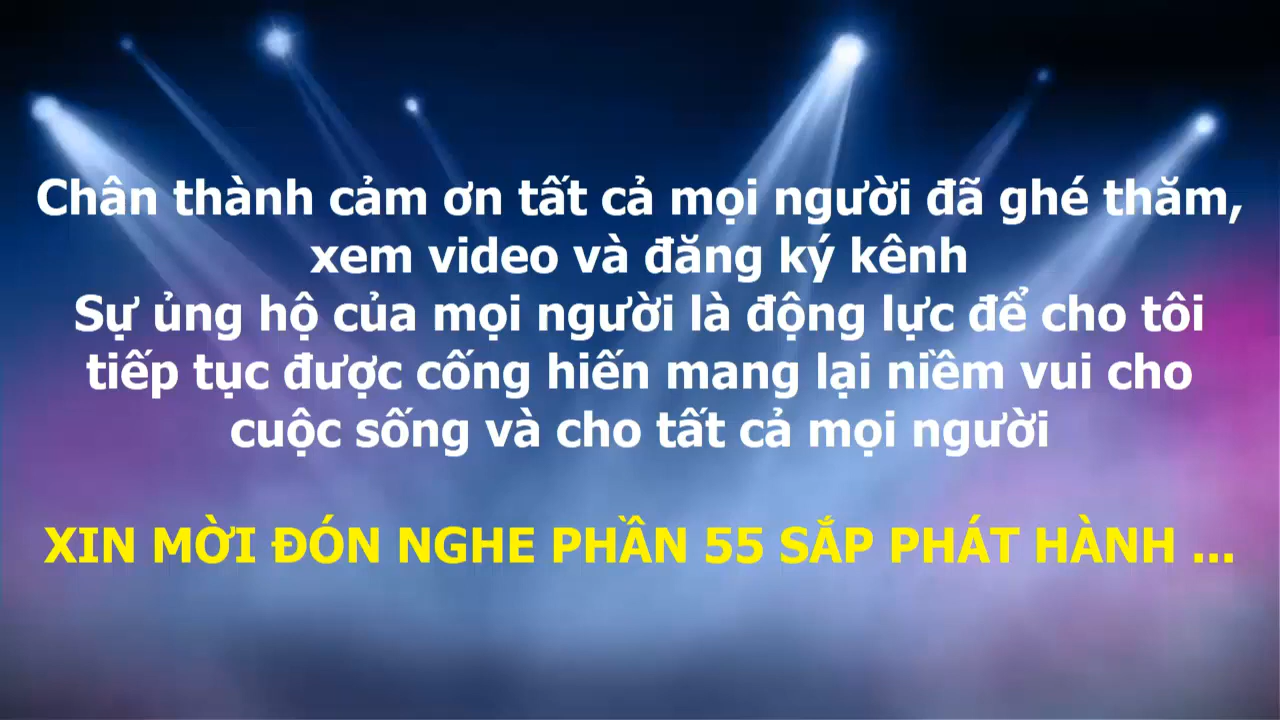 Chân thành cảm ơn tất cả mọi người đã ghé thăm,
xem video và đăng ký kênh
Sự ủng hộ của mọi người là động lực để cho tôi
tiếp tục được cống hiến mang lại niềm vui cho
cuộc sống và cho tất cả mọi người
XIN MỜI ĐÓN NGHE PHẦN 55 SẮP PHÁT HÀNH ...